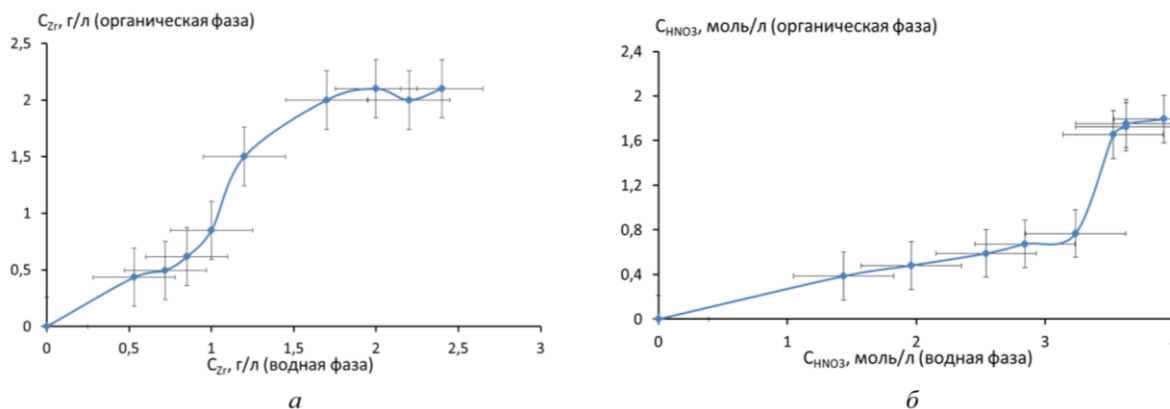 C_Zr, г/л (органическая фаза)
2,5
2
1,5
1
0,5
0
0 0,5 1 1,5 2 2,5 3
C_Zr, г/л (водная фаза)
а
C_HNO3, моль/л (органическая фаза)
2,4
2
1,6
1,2
0,8
0,4
0
0 1 2 3
C_HNO3, моль/л (водная фаза)
б